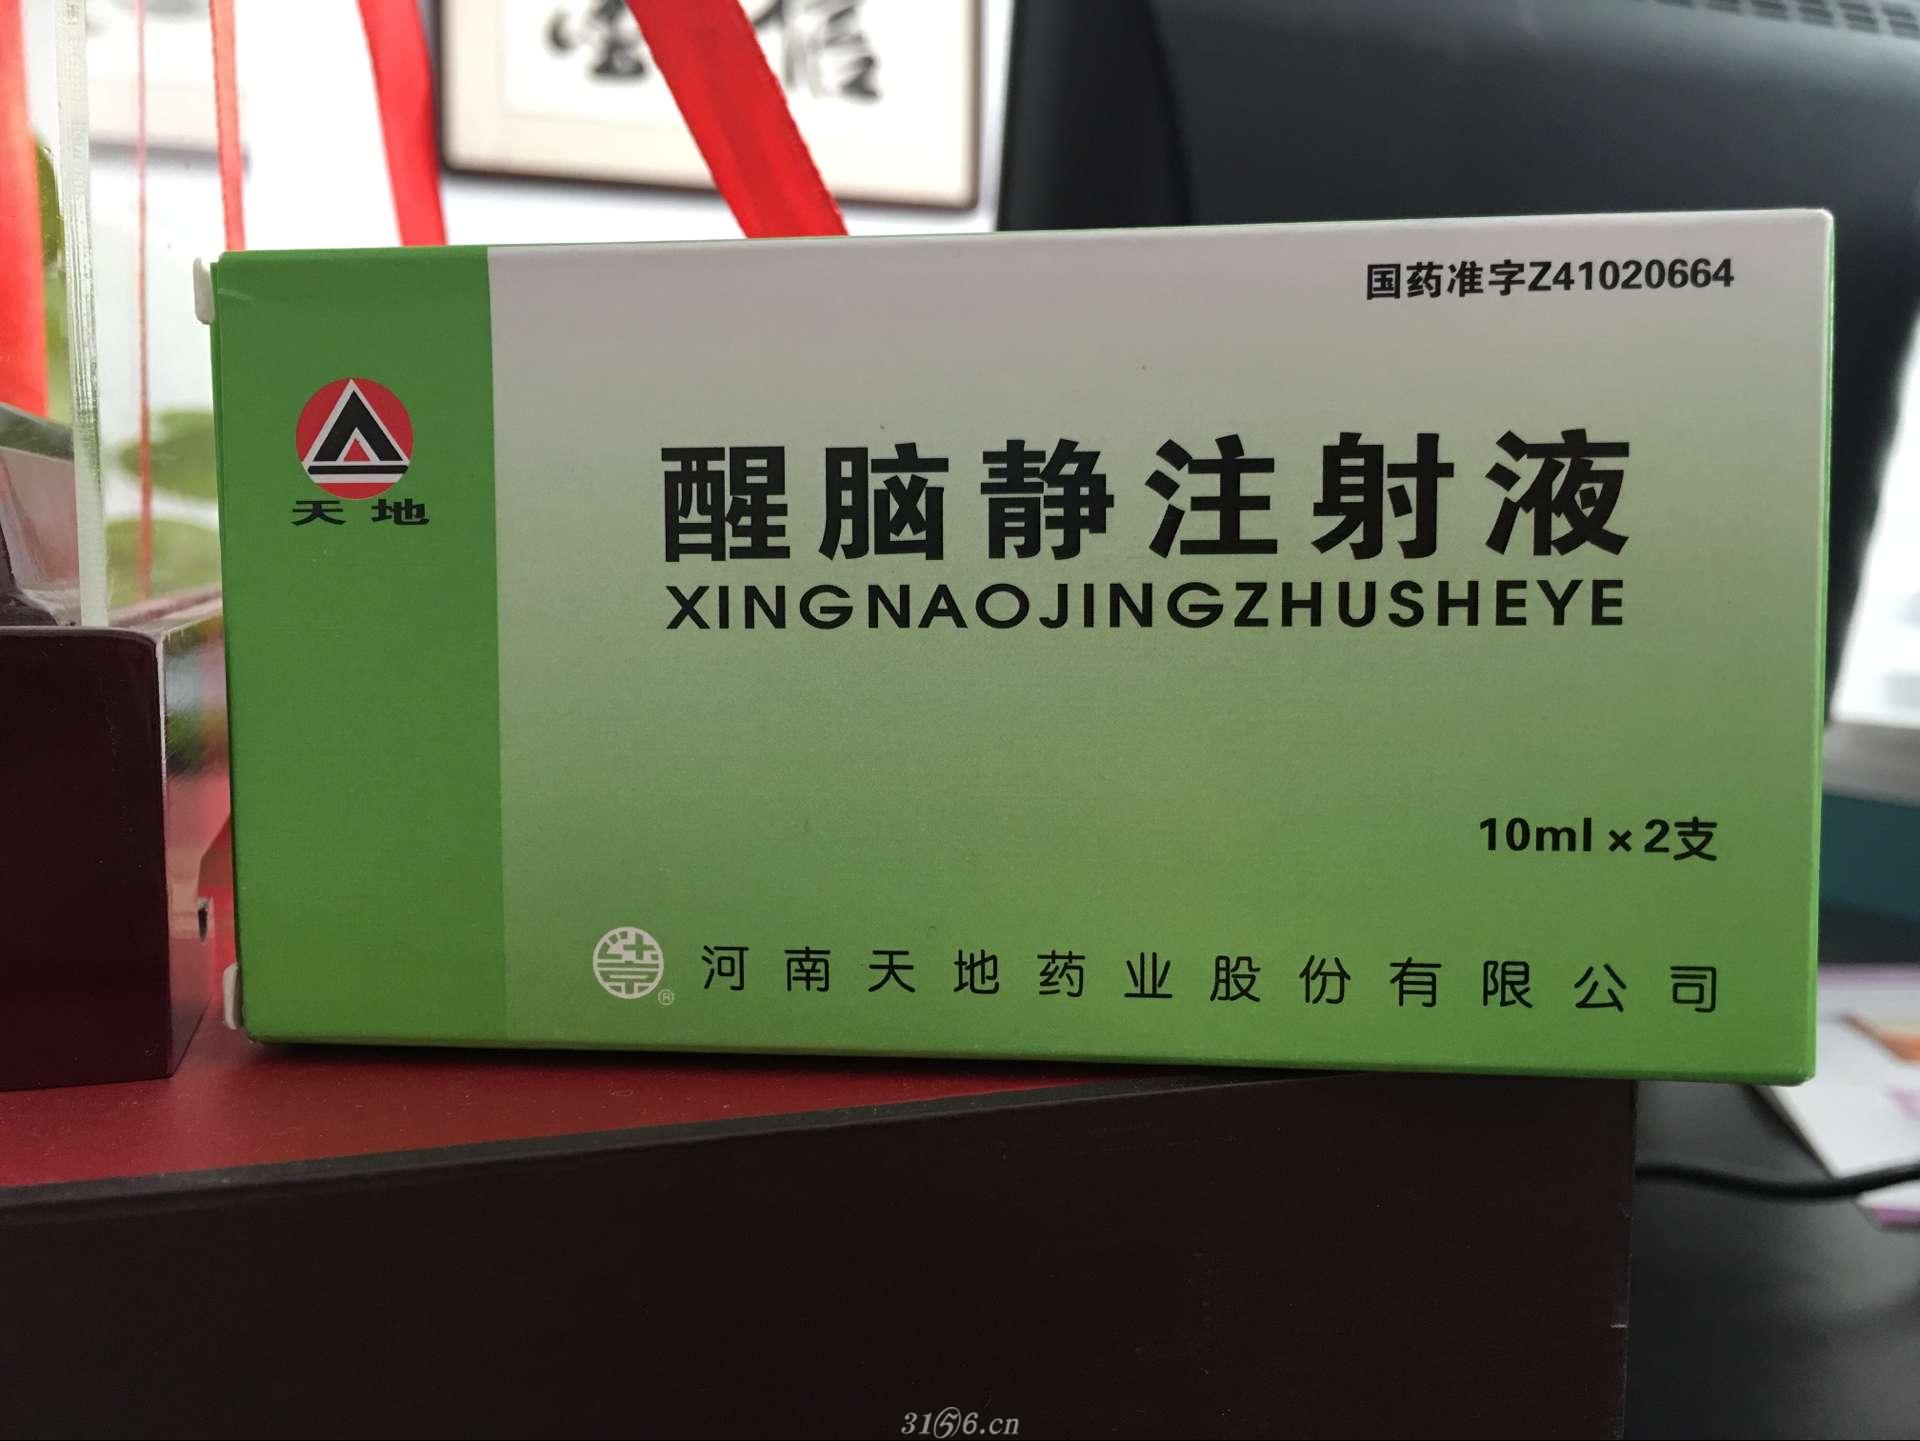 国药准字Z41020664
天地
醒脑静注射液
XINGNAOJINGZHUSHEYE
10ml×2支
® 河南天地药业股份有限公司
3156.cn